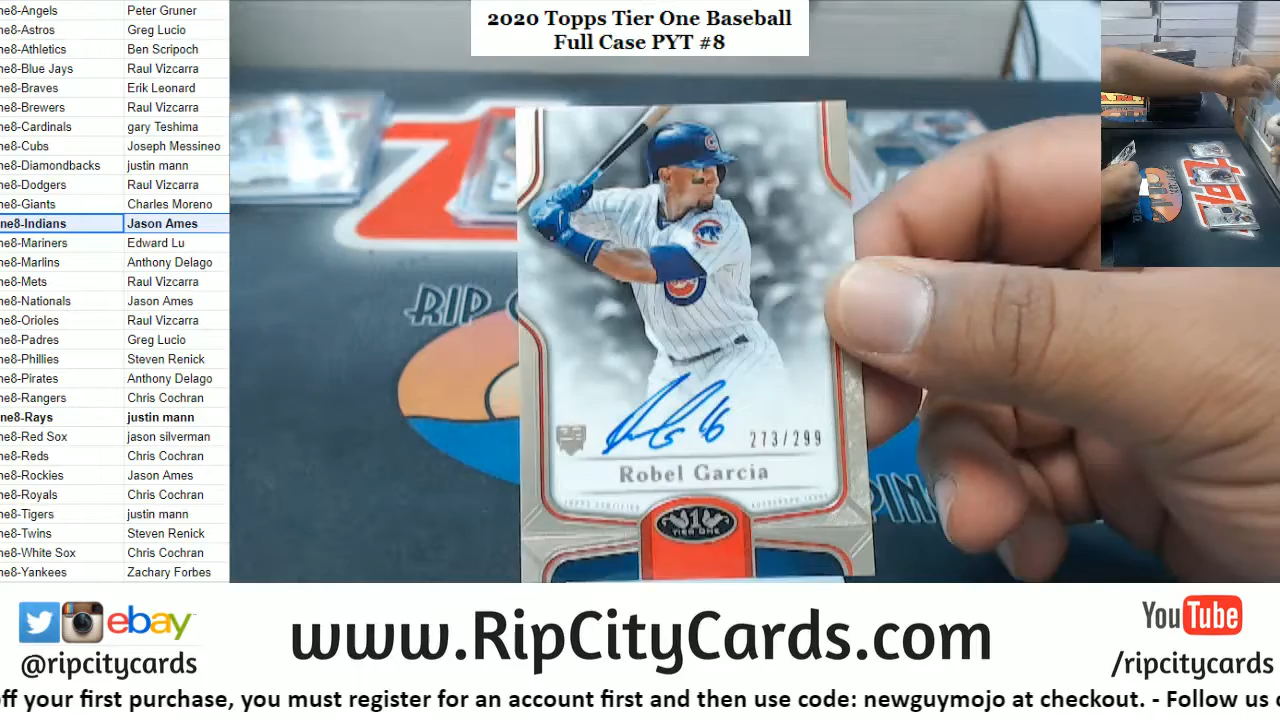 2020 Topps Tier One Baseball
Full Case PYT #8
ne8-Angels Peter Gruner
ne8-Astros Greg Lucio
ne8-Athletics Ben Scripoch
ne8-Blue Jays Raul Vizcarra
ne8-Braves Erik Leonard
ne8-Brewers Raul Vizcarra
ne8-Cardinals gary Teshima
ne8-Cubs Joseph Messineo
ne8-Diamondbacks justin mann
ne8-Dodgers Raul Vizcarra
ne8-Giants Charles Moreno
ne8-Indians Jason Ames
ne8-Mariners Edward Lu
ne8-Marlins Anthony Delago
ne8-Mets Raul Vizcarra
ne8-Nationals Jason Ames
ne8-Orioles Raul Vizcarra
ne8-Padres Greg Lucio
ne8-Phillies Steven Renick
ne8-Pirates Anthony Delago
ne8-Rangers Chris Cochran
ne8-Rays justin mann
ne8-Red Sox jason silverman
ne8-Reds Chris Cochran
ne8-Rockies Jason Ames
ne8-Royals Chris Cochran
ne8-Tigers justin mann
ne8-Twins Steven Renick
ne8-White Sox Chris Cochran
ne8-Yankees Zachary Forbes
RIP
273/299
Robel Garcia
1
TIER ONE
ebay
@ripcitycards
www.RipCityCards.com
YouTube
/ripcitycards
off your first purchase, you must register for an account first and then use code: newguymojo at checkout. - Follow us